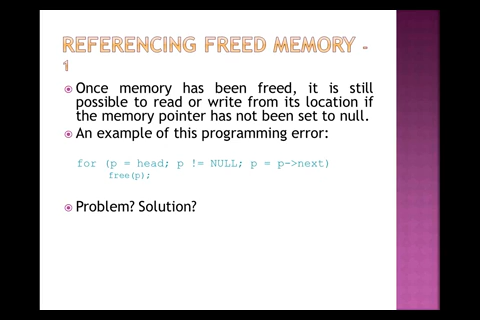 REFERENCING FREED MEMORY -
1
Once memory has been freed, it is still
possible to read or write from its location if
the memory pointer has not been set to null.
An example of this programming error:
for (p = head; p != NULL; p = p->next)
free(p);
Problem? Solution?